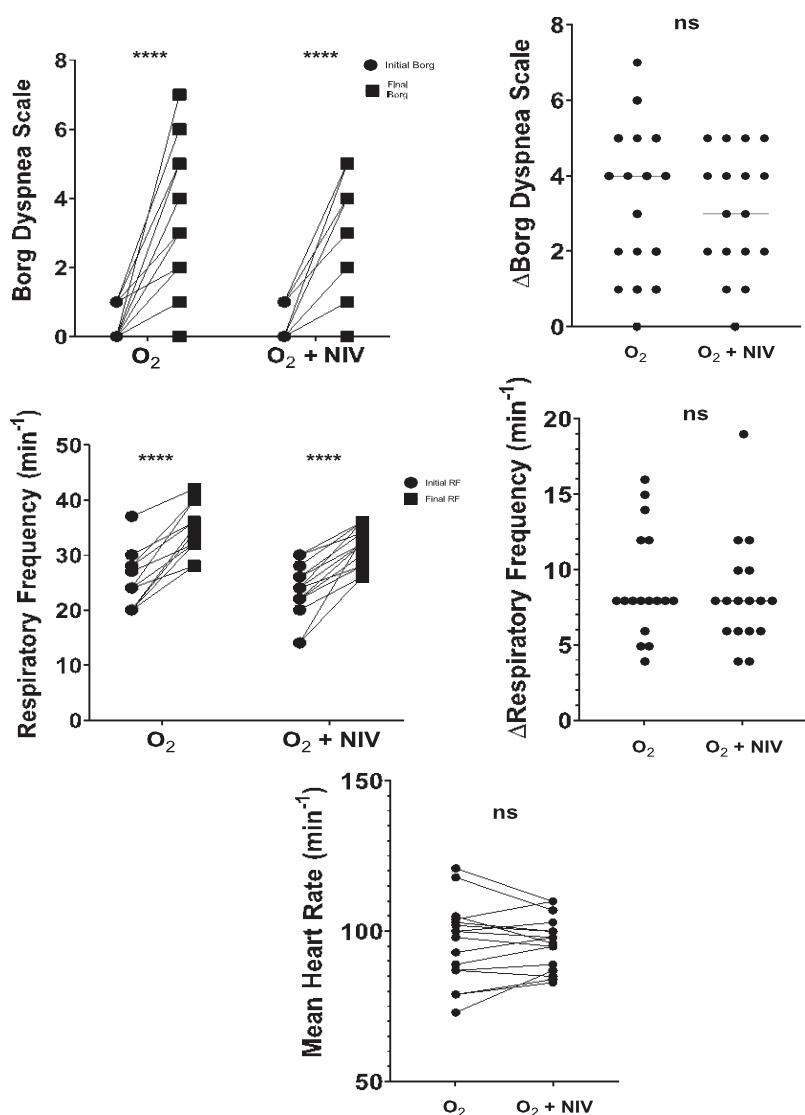 Borg Dyspnea Scale
8
6
4
2
0
****
****
Initial Borg
Final
Borg
O₂
O₂ + NIV
ΔBorg Dyspnea Scale
8
6
4
2
0
ns
O₂
O₂ + NIV
Respiratory Frequency (min⁻¹)
50
40
30
20
10
0
****
****
Initial RF
Final RF
O₂
O₂ + NIV
ΔRespiratory Frequency (min⁻¹)
20
15
10
5
0
ns
O₂
O₂ + NIV
Mean Heart Rate (min⁻¹)
150
100
50
ns
O₂
O₂ + NIV